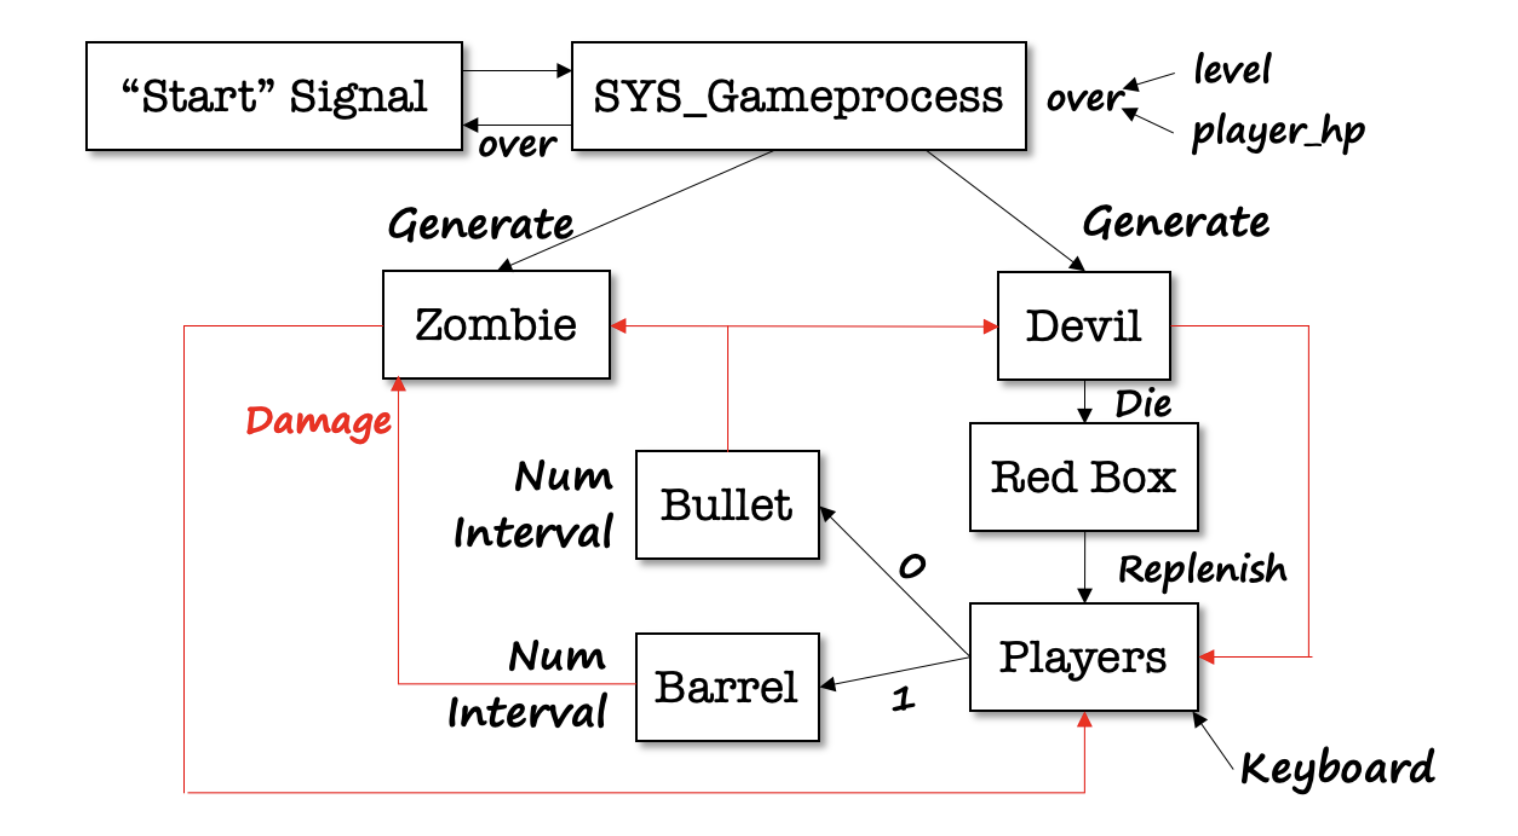 “Start” Signal
SYS_Gameprocess
over
level
player_hp
over
Generate
Generate
Zombie
Devil
Damage
Die
Num
Interval
Bullet
Red Box
0
Replenish
Num
Interval
Barrel
1
Players
Keyboard